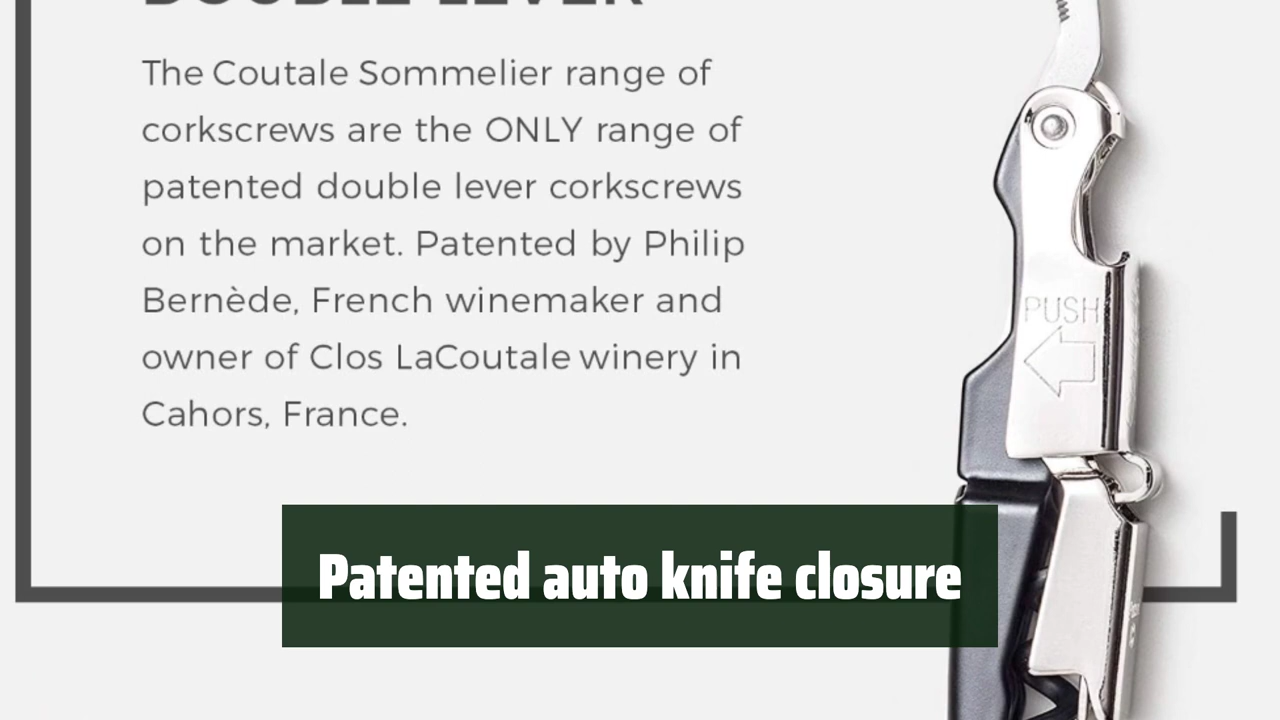 DOUBLE LEVER
The Coutale Sommelier range of
corkscrews are the ONLY range of
patented double lever corkscrews
on the market. Patented by Philip
Bernède, French winemaker and
owner of Clos LaCoutale winery in
Cahors, France.
PUSH
Patented auto knife closure